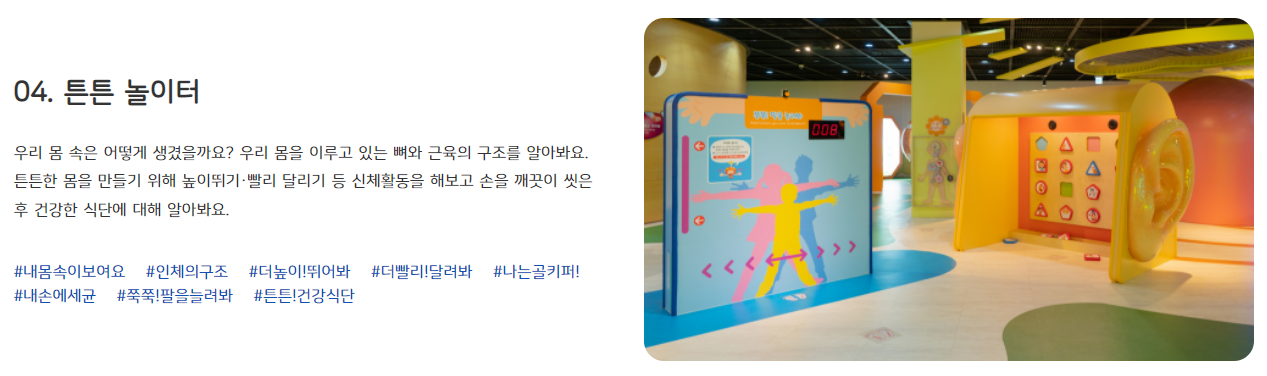 04. 튼튼 놀이터
우리 몸 속은 어떻게 생겼을까요? 우리 몸을 이루고 있는 뼈와 근육의 구조를 알아봐요.
튼튼한 몸을 만들기 위해 높이뛰기·빨리 달리기 등 신체활동을 해보고 손을 깨끗이 씻은
후 건강한 식단에 대해 알아봐요.
#내몸속이보여요 #인체의구조 #더높이!뛰어봐 #더빨리!달려봐 #나는골키퍼!
#내손에세균 #쭉쭉!팔을늘려봐 #튼튼!건강식단
008